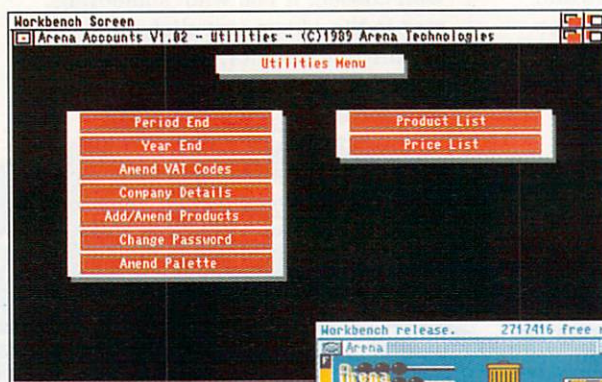 Workbench Screen
Arena Accounts V1.02 - Utilities - (C)1989 Arena Technologies
Utilities Menu
Period End
Year End
Amend VAT Codes
Company Details
Add/Amend Products
Change Password
Amend Palette
Product List
Price List
Workbench release. 2717416 free
Arena
Arena